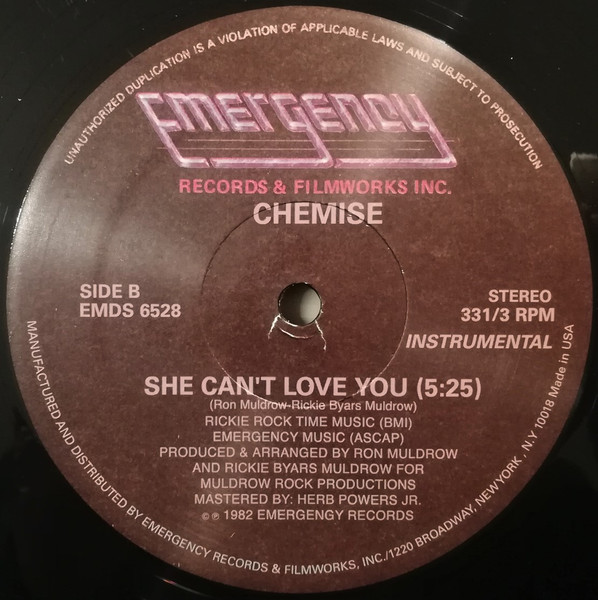 UNAUTHORIZED DUPLICATION IS A VIOLATION OF APPLICABLE LAWS AND SUBJECT TO PROSECUTION
Emergency
RECORDS & FILMWORKS INC.
CHEMISE
SIDE B
EMDS 6528
STEREO
331/3 RPM
INSTRUMENTAL
SHE CAN'T LOVE YOU (5:25)
(Ron Muldrow-Rickie Byars Muldrow)
RICKIE ROCK TIME MUSIC (BMI)
EMERGENCY MUSIC (ASCAP)
PRODUCED & ARRANGED BY RON MULDROW
AND RICKIE BYARS MULDROW FOR
MULDROW ROCK PRODUCTIONS
MASTERED BY: HERB POWERS JR.
©℗ 1982 EMERGENGY RECORDS
MANUFACTURED AND DISTRIBUTED BY EMERGENCY RECORDS & FILMWORKS, INC./1220 BROADWAY, NEW YORK, N.Y 10018 Made in USA